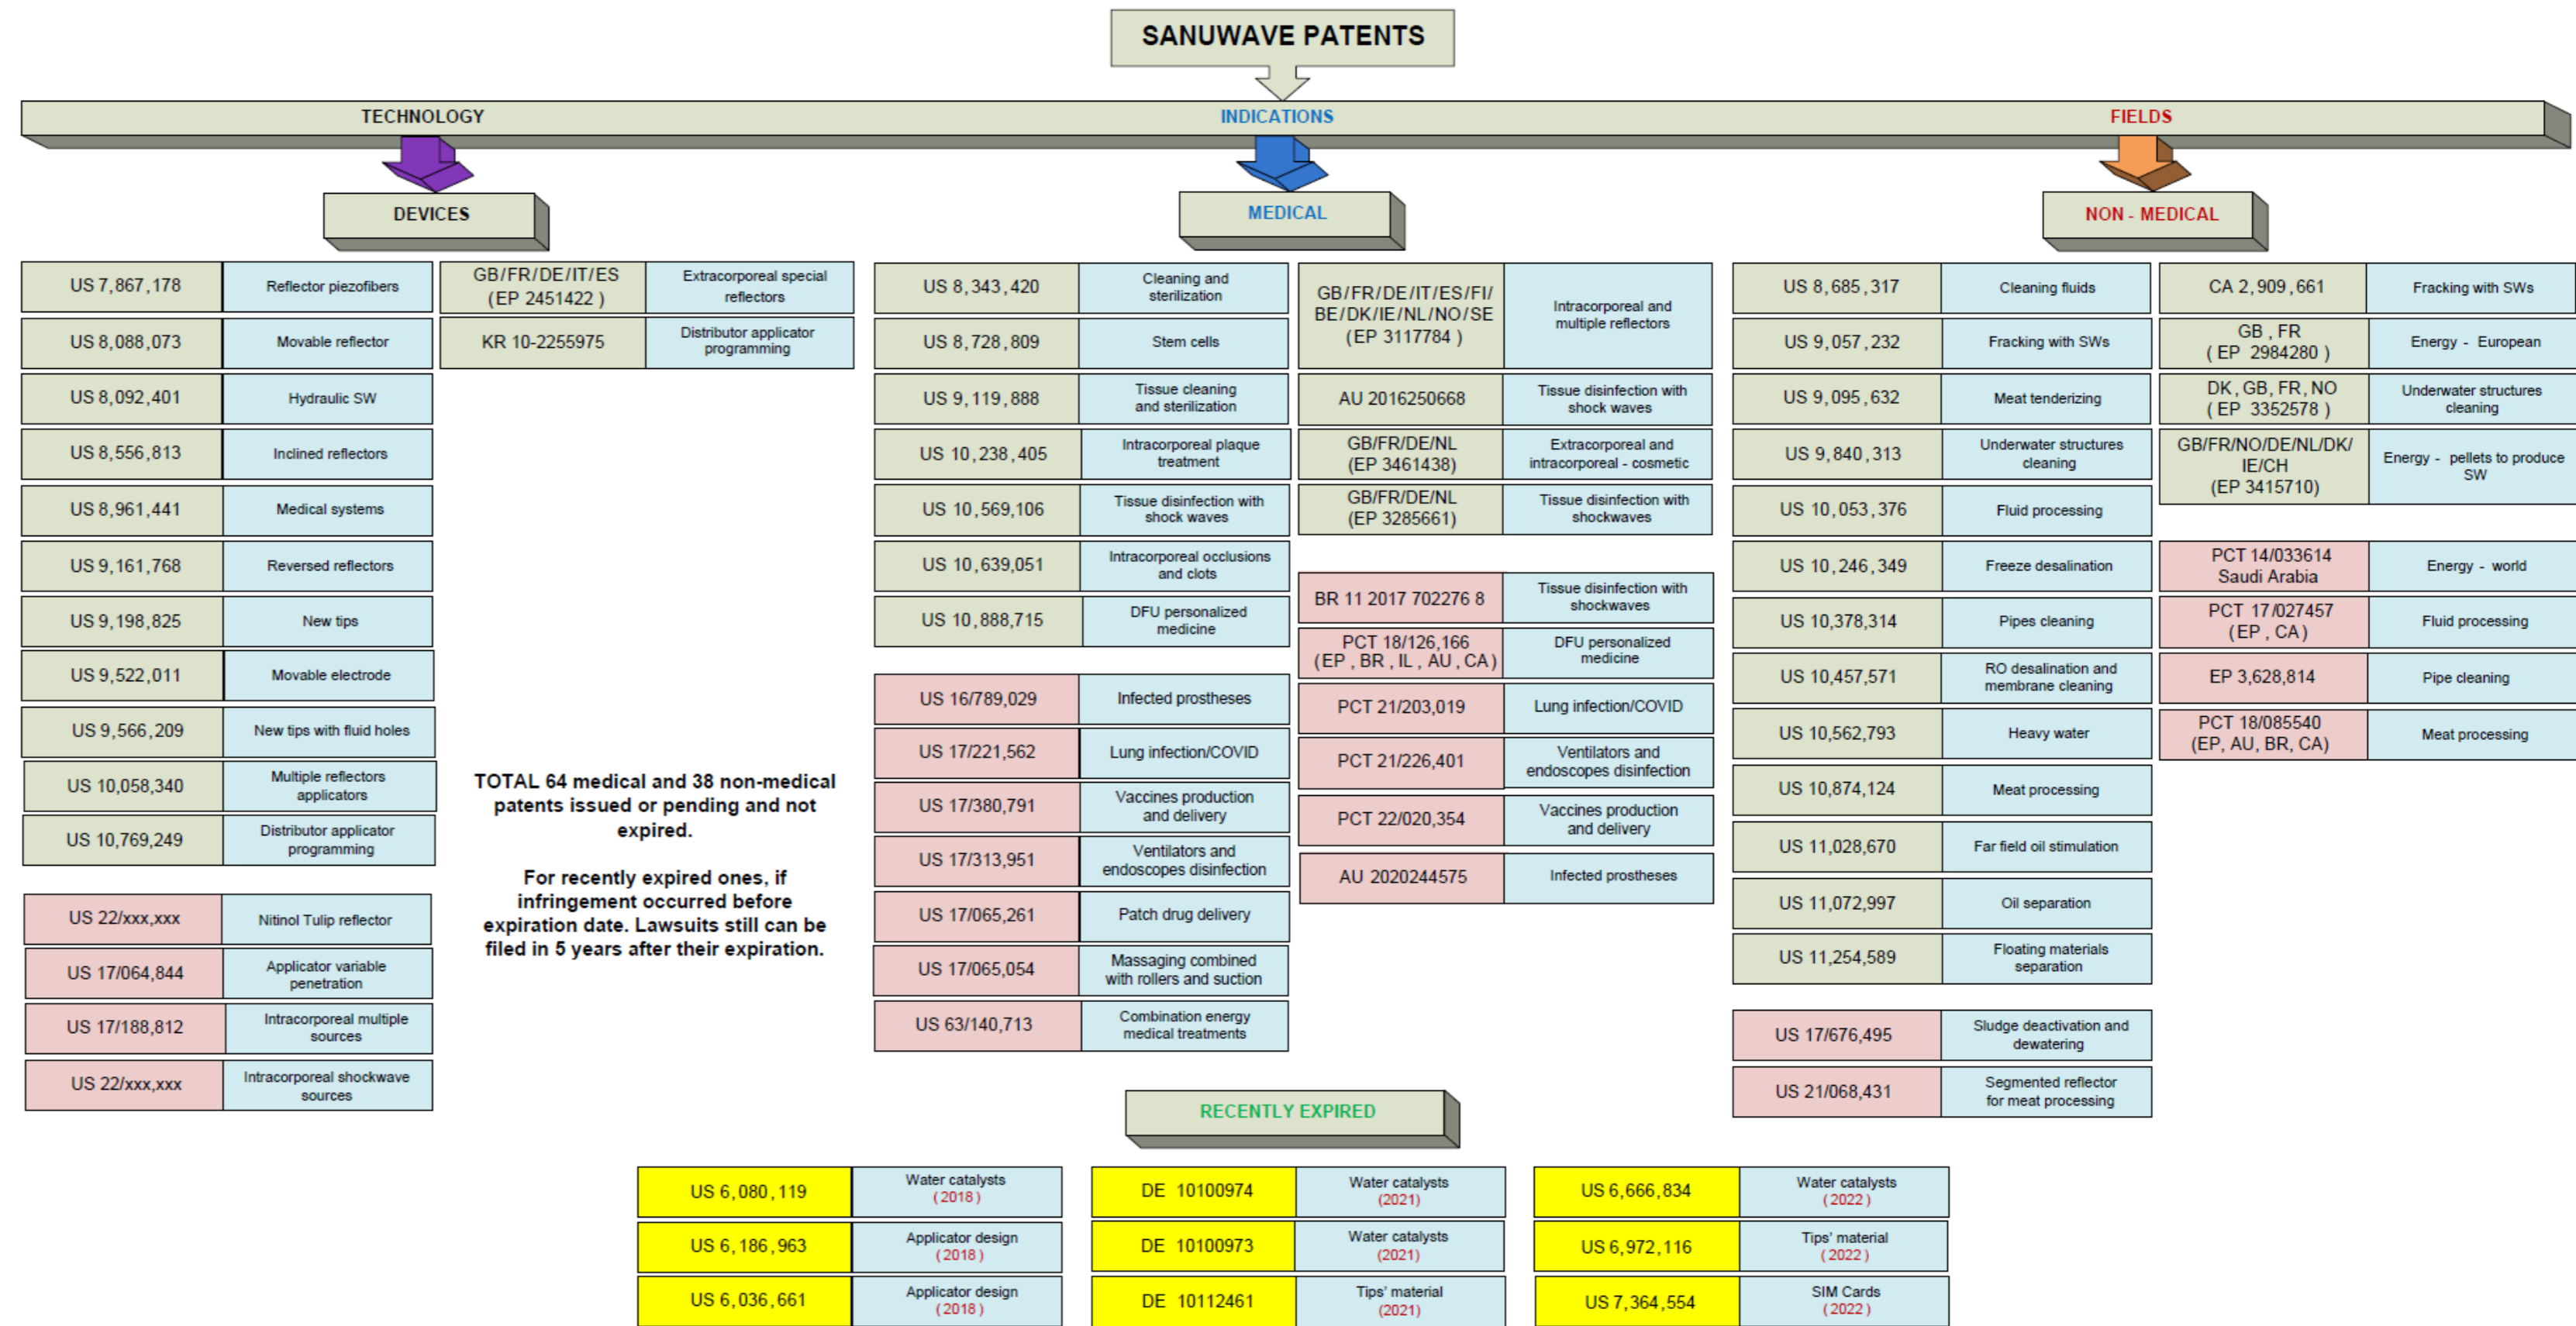 SANUWAVE PATENTS
TECHNOLOGY
INDICATIONS
FIELDS
DEVICES
US 7,867,178
Reflector piezofibers
US 8,088,073
Movable reflector
US 8,092,401
Hydraulic SW
US 8,556,813
Inclined reflectors
US 8,961,441
Medical systems
US 9,161,768
Reversed reflectors
US 9,198,825
New tips
US 9,522,011
Movable electrode
US 9,566,209
New tips with fluid holes
US 10,058,340
Multiple reflectors
applicators
US 10,769,249
Distributor applicator
programming
US 22/xxx,xxx
Nitinol Tulip reflector
US 17/064,844
Applicator variable
penetration
US 17/188,812
Intracorporeal multiple
sources
US 22/xxx,xxx
Intracorporeal shockwave
sources
GB/FR/DE/IT/ES
(EP 2451422 )
Extracorporeal special
reflectors
KR 10-2255975
Distributor applicator
programming
TOTAL 64 medical and 38 non-medical
patents issued or pending and not
expired.
For recently expired ones, if
infringement occurred before
expiration date. Lawsuits still can be
filed in 5 years after their expiration.
MEDICAL
US 8,343,420
Cleaning and
sterilization
US 8,728,809
Stem cells
US 9,119,888
Tissue cleaning
and sterilization
US 10,238,405
Intracorporeal plaque
treatment
US 10,569,106
Tissue disinfection with
shock waves
US 10,639,051
Intracorporeal occlusions
and clots
US 10,888,715
DFU personalized
medicine
US 16/789,029
Infected prostheses
US 17/221,562
Lung infection/COVID
US 17/380,791
Vaccines production
and delivery
US 17/313,951
Ventilators and
endoscopes disinfection
US 17/065,261
Patch drug delivery
US 17/065,054
Massaging combined
with rollers and suction
US 63/140,713
Combination energy
medical treatments
GB/FR/DE/IT/ES/FI/
BE/DK/IE/NL/NO/SE
(EP 3117784 )
Intracorporeal and
multiple reflectors
AU 2016250668
Tissue disinfection with
shock waves
GB/FR/DE/NL
(EP 3461438)
Extracorporeal and
intracorporeal - cosmetic
GB/FR/DE/NL
(EP 3285661)
Tissue disinfection with
shockwaves
BR 11 2017 702276 8
Tissue disinfection with
shockwaves
PCT 18/126,166
(EP , BR , IL , AU , CA)
DFU personalized
medicine
PCT 21/203,019
Lung infection/COVID
PCT 21/226,401
Ventilators and
endoscopes disinfection
PCT 22/020,354
Vaccines production
and delivery
AU 2020244575
Infected prostheses
NON - MEDICAL
US 8,685,317
Cleaning fluids
US 9,057,232
Fracking with SWs
US 9,095,632
Meat tenderizing
US 9,840,313
Underwater structures
cleaning
US 10,053,376
Fluid processing
US 10,246,349
Freeze desalination
US 10,378,314
Pipes cleaning
US 10,457,571
RO desalination and
membrane cleaning
US 10,562,793
Heavy water
US 10,874,124
Meat processing
US 11,028,670
Far field oil stimulation
US 11,072,997
Oil separation
US 11,254,589
Floating materials
separation
US 17/676,495
Sludge deactivation and
dewatering
US 21/068,431
Segmented reflector
for meat processing
CA 2,909,661
Fracking with SWs
GB , FR
( EP 2984280 )
Energy - European
DK, GB, FR, NO
( EP 3352578 )
Underwater structures
cleaning
GB/FR/NO/DE/NL/DK/
IE/CH
(EP 3415710)
Energy - pellets to produce
SW
PCT 14/033614
Saudi Arabia
Energy - world
PCT 17/027457
(EP , CA)
Fluid processing
EP 3,628,814
Pipe cleaning
PCT 18/085540
(EP, AU, BR, CA)
Meat processing
RECENTLY EXPIRED
US 6,080,119
Water catalysts
( 2018 )
US 6,186,963
Applicator design
( 2018 )
US 6,036,661
Applicator design
( 2018 )
DE 10100974
Water catalysts
(2021)
DE 10100973
Water catalysts
(2021)
DE 10112461
Tips' material
(2021)
US 6,666,834
Water catalysts
( 2022 )
US 6,972,116
Tips' material
( 2022 )
US 7,364,554
SIM Cards
( 2022 )